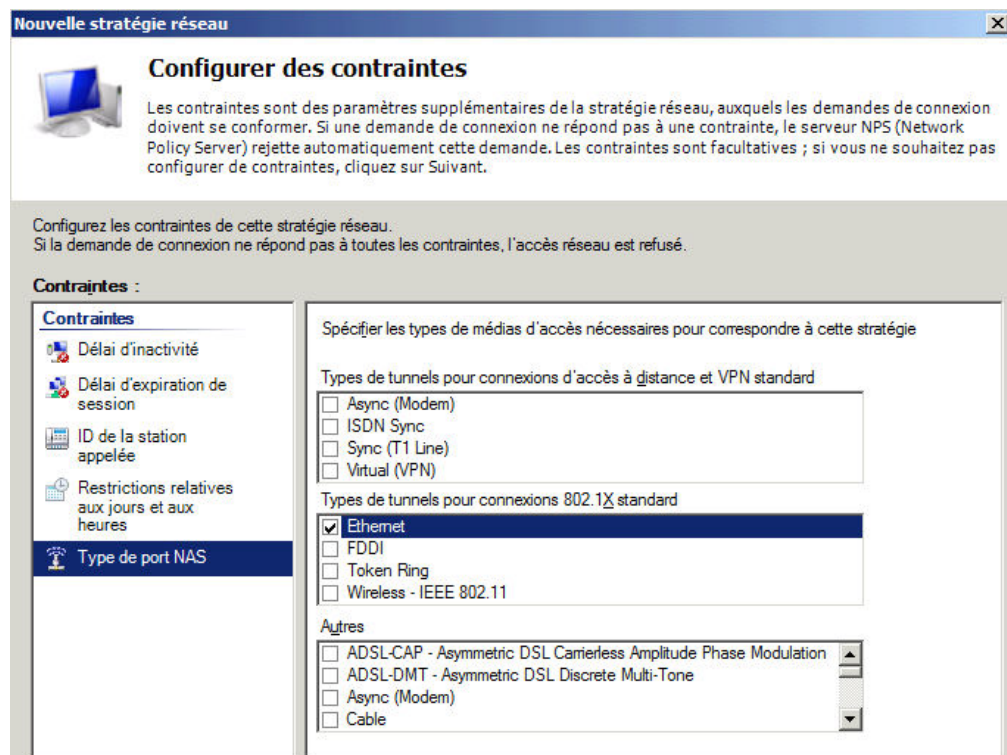 Nouvelle stratégie réseau
Configurer des contraintes
Les contraintes sont des paramètres supplémentaires de la stratégie réseau, auxquels les demandes de connexion
doivent se conformer. Si une demande de connexion ne répond pas à une contrainte, le serveur NPS (Network
Policy Server) rejette automatiquement cette demande. Les contraintes sont facultatives ; si vous ne souhaitez pas
configurer de contraintes, cliquez sur Suivant.
Configurez les contraintes de cette stratégie réseau.
Si la demande de connexion ne répond pas à toutes les contraintes, l'accès réseau est refusé.
Contraintes :
Contraintes
Délai d'inactivité
Délai d'expiration de
session
ID de la station
appelée
Restrictions relatives
aux jours et aux
heures
Type de port NAS
Spécifier les types de médias d'accès nécessaires pour correspondre à cette stratégie
Types de tunnels pour connexions d'accès à distance et VPN standard
Async (Modem)
ISDN Sync
Sync (T1 Line)
Virtual (VPN)
Types de tunnels pour connexions 802.1X standard
Ethernet
FDDI
Token Ring
Wireless - IEEE 802.11
Autres
ADSL-CAP - Asymmetric DSL Carrierless Amplitude Phase Modulation
ADSL-DMT - Asymmetric DSL Discrete Multi-Tone
Async (Modem)
Cable